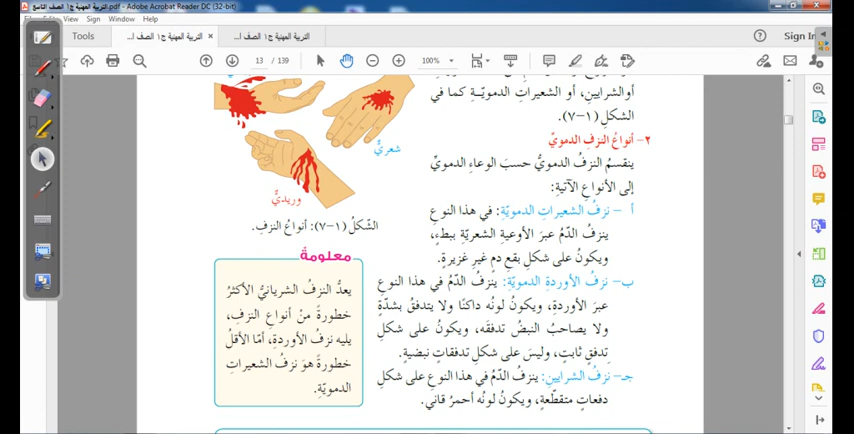 التربية المهنية ج١ الصف التاسع.pdf - Adobe Acrobat Reader DC (32-bit)
View Sign Window Help
Tools
التربية المهنية ج١ الصف ا... ×
التربية المهنية ج١ الصف ا...
Sign In
13 / 139
100%
أوالشرايينِ، أو الشعيراتِ الدمويّـةِ كما في
الشكلِ (١-٧).
شعريٌّ
وريديٌّ
الشّكلُ (١-٧): أنواعُ النزفِ.
٢- أنواعُ النزفِ الدمويِّ
ينقسمُ النزفُ الدمويُّ حسبَ الوعاءِ الدمويِّ
إلى الأنواعِ الآتيةِ:
أ - نزفُ الشعيراتِ الدمويّةِ: في هذا النوعِ
ينزفُ الدّمُ عبرَ الأوعيةِ الشعريّةِ ببطءٍ،
ويكونُ على شكلِ بقعِ دمٍ غيرِ غزيرةٍ.
ب- نزفُ الأوردةِ الدمويّةِ: ينزفُ الدّمُ في هذا النوعِ
عبرَ الأوردةِ، ويكونُ لونُه داكنًا ولا يتدفقُ بشدّةٍ
ولا يصاحبُ النبضُ تدفقَه، ويكونُ على شكلِ
تدفقٍ ثابتٍ، وليسَ على شكلِ تدفقاتٍ نبضيةٍ.
جـ- نزفُ الشرايينِ: ينزفُ الدّمُ في هذا النوعِ على شكلِ
دفعاتٍ متقطّعةٍ، ويكونُ لونُه أحمرُ قاني.
معلومةٌ
يعدُّ النزفُ الشريانيُّ الأكثرُ
خطورةً منْ أنواعِ النزفِ،
يليه نزفُ الأوردةِ، أمّا الأقلُّ
خطورةً هوَ نزفُ الشعيراتِ
الدمويّةِ.